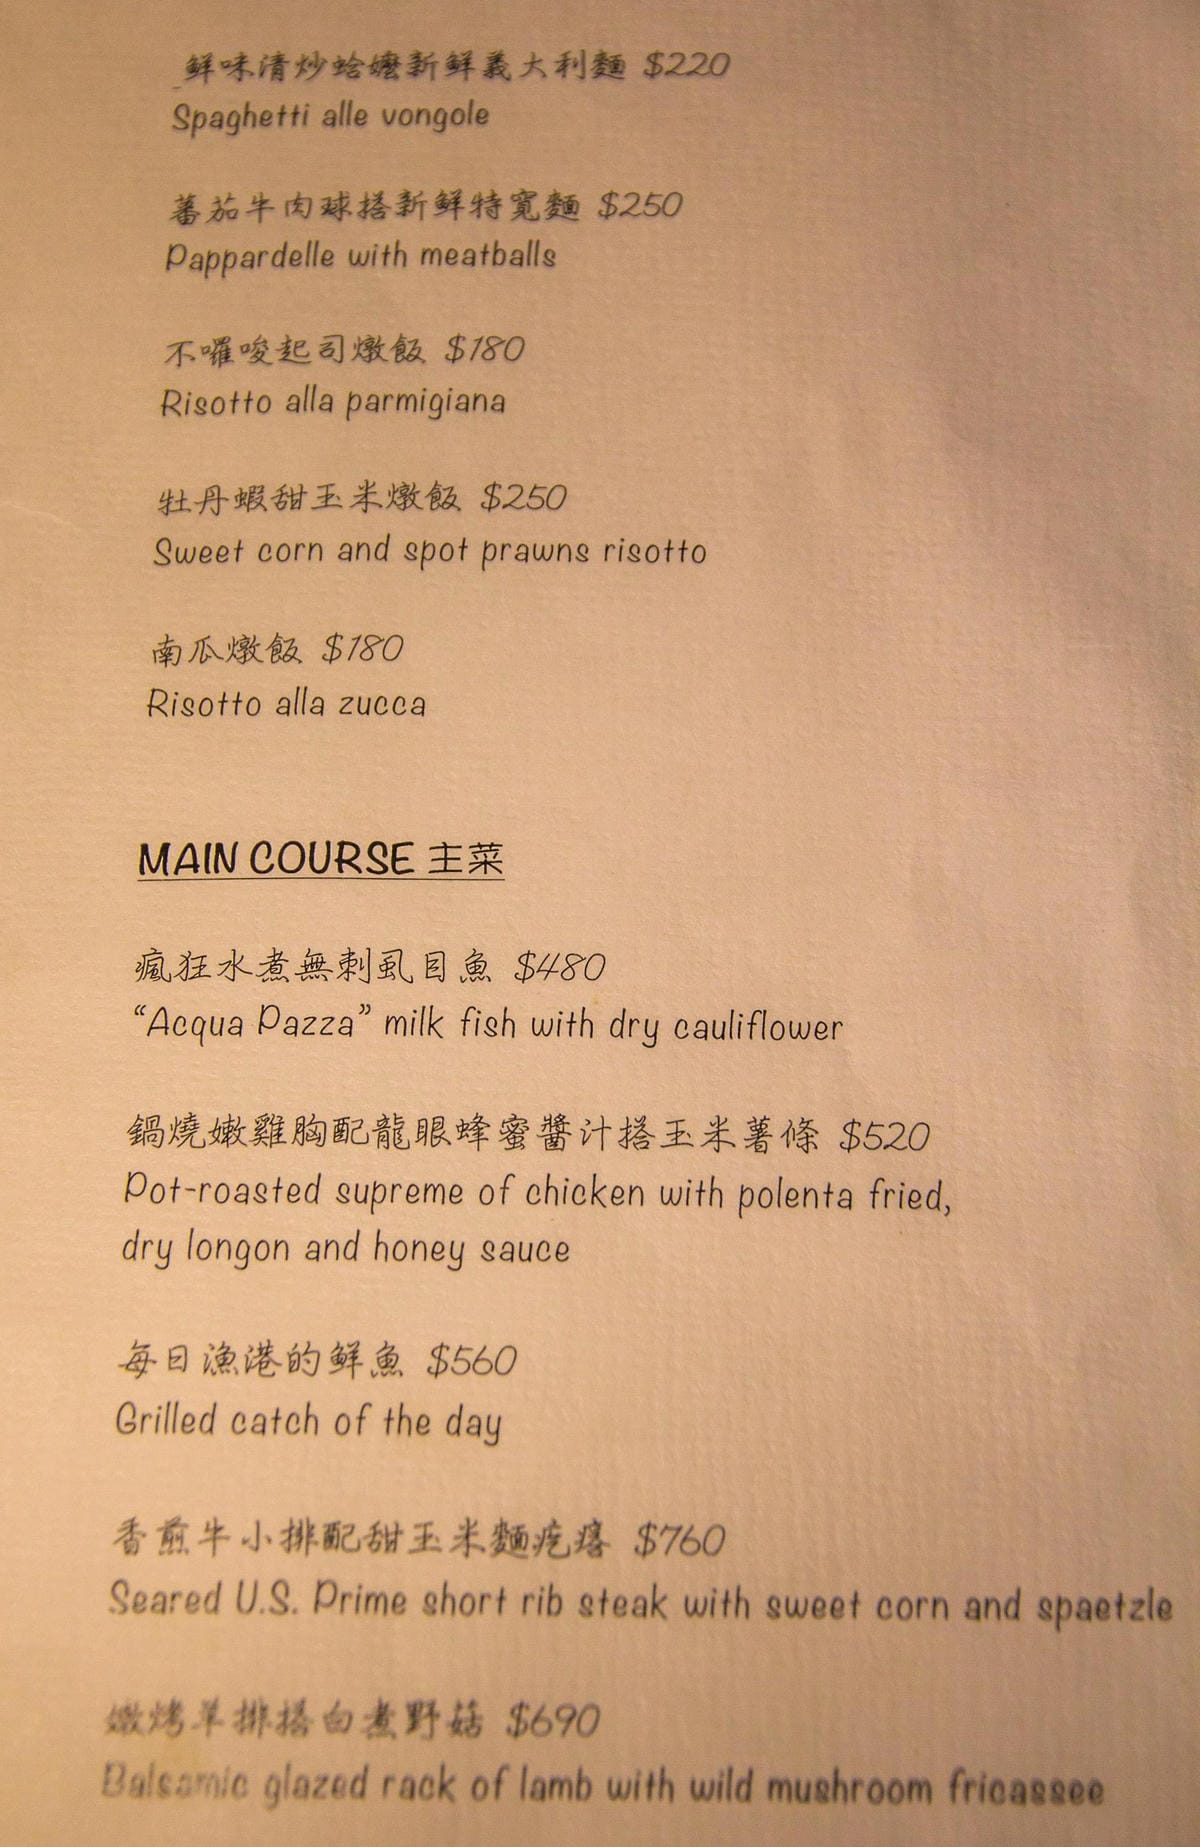 鮮味清炒蛤嬤新鮮義大利麵 $220
Spaghetti alle vongole
蕃茄牛肉球搭新鮮特寬麵 $250
Pappardelle with meatballs
不囉唆起司燉飯 $180
Risotto alla parmigiana
牡丹蝦甜玉米燉飯 $250
Sweet corn and spot prawns risotto
南瓜燉飯 $180
Risotto alla zucca
MAIN COURSE 主菜
瘋狂水煮無刺虱目魚 $480
“Acqua Pazza” milk fish with dry cauliflower
鍋燒嫩雞胸配龍眼蜂蜜醬汁搭玉米薯條 $520
Pot-roasted supreme of chicken with polenta fried,
dry longon and honey sauce
每日漁港的鮮魚 $560
Grilled catch of the day
香煎牛小排配甜玉米麵疙瘩 $760
Seared U.S. Prime short rib steak with sweet corn and spaetzle
嫩烤羊排搭白煮野菇 $690
Balsamic glazed rack of lamb with wild mushroom fricassee